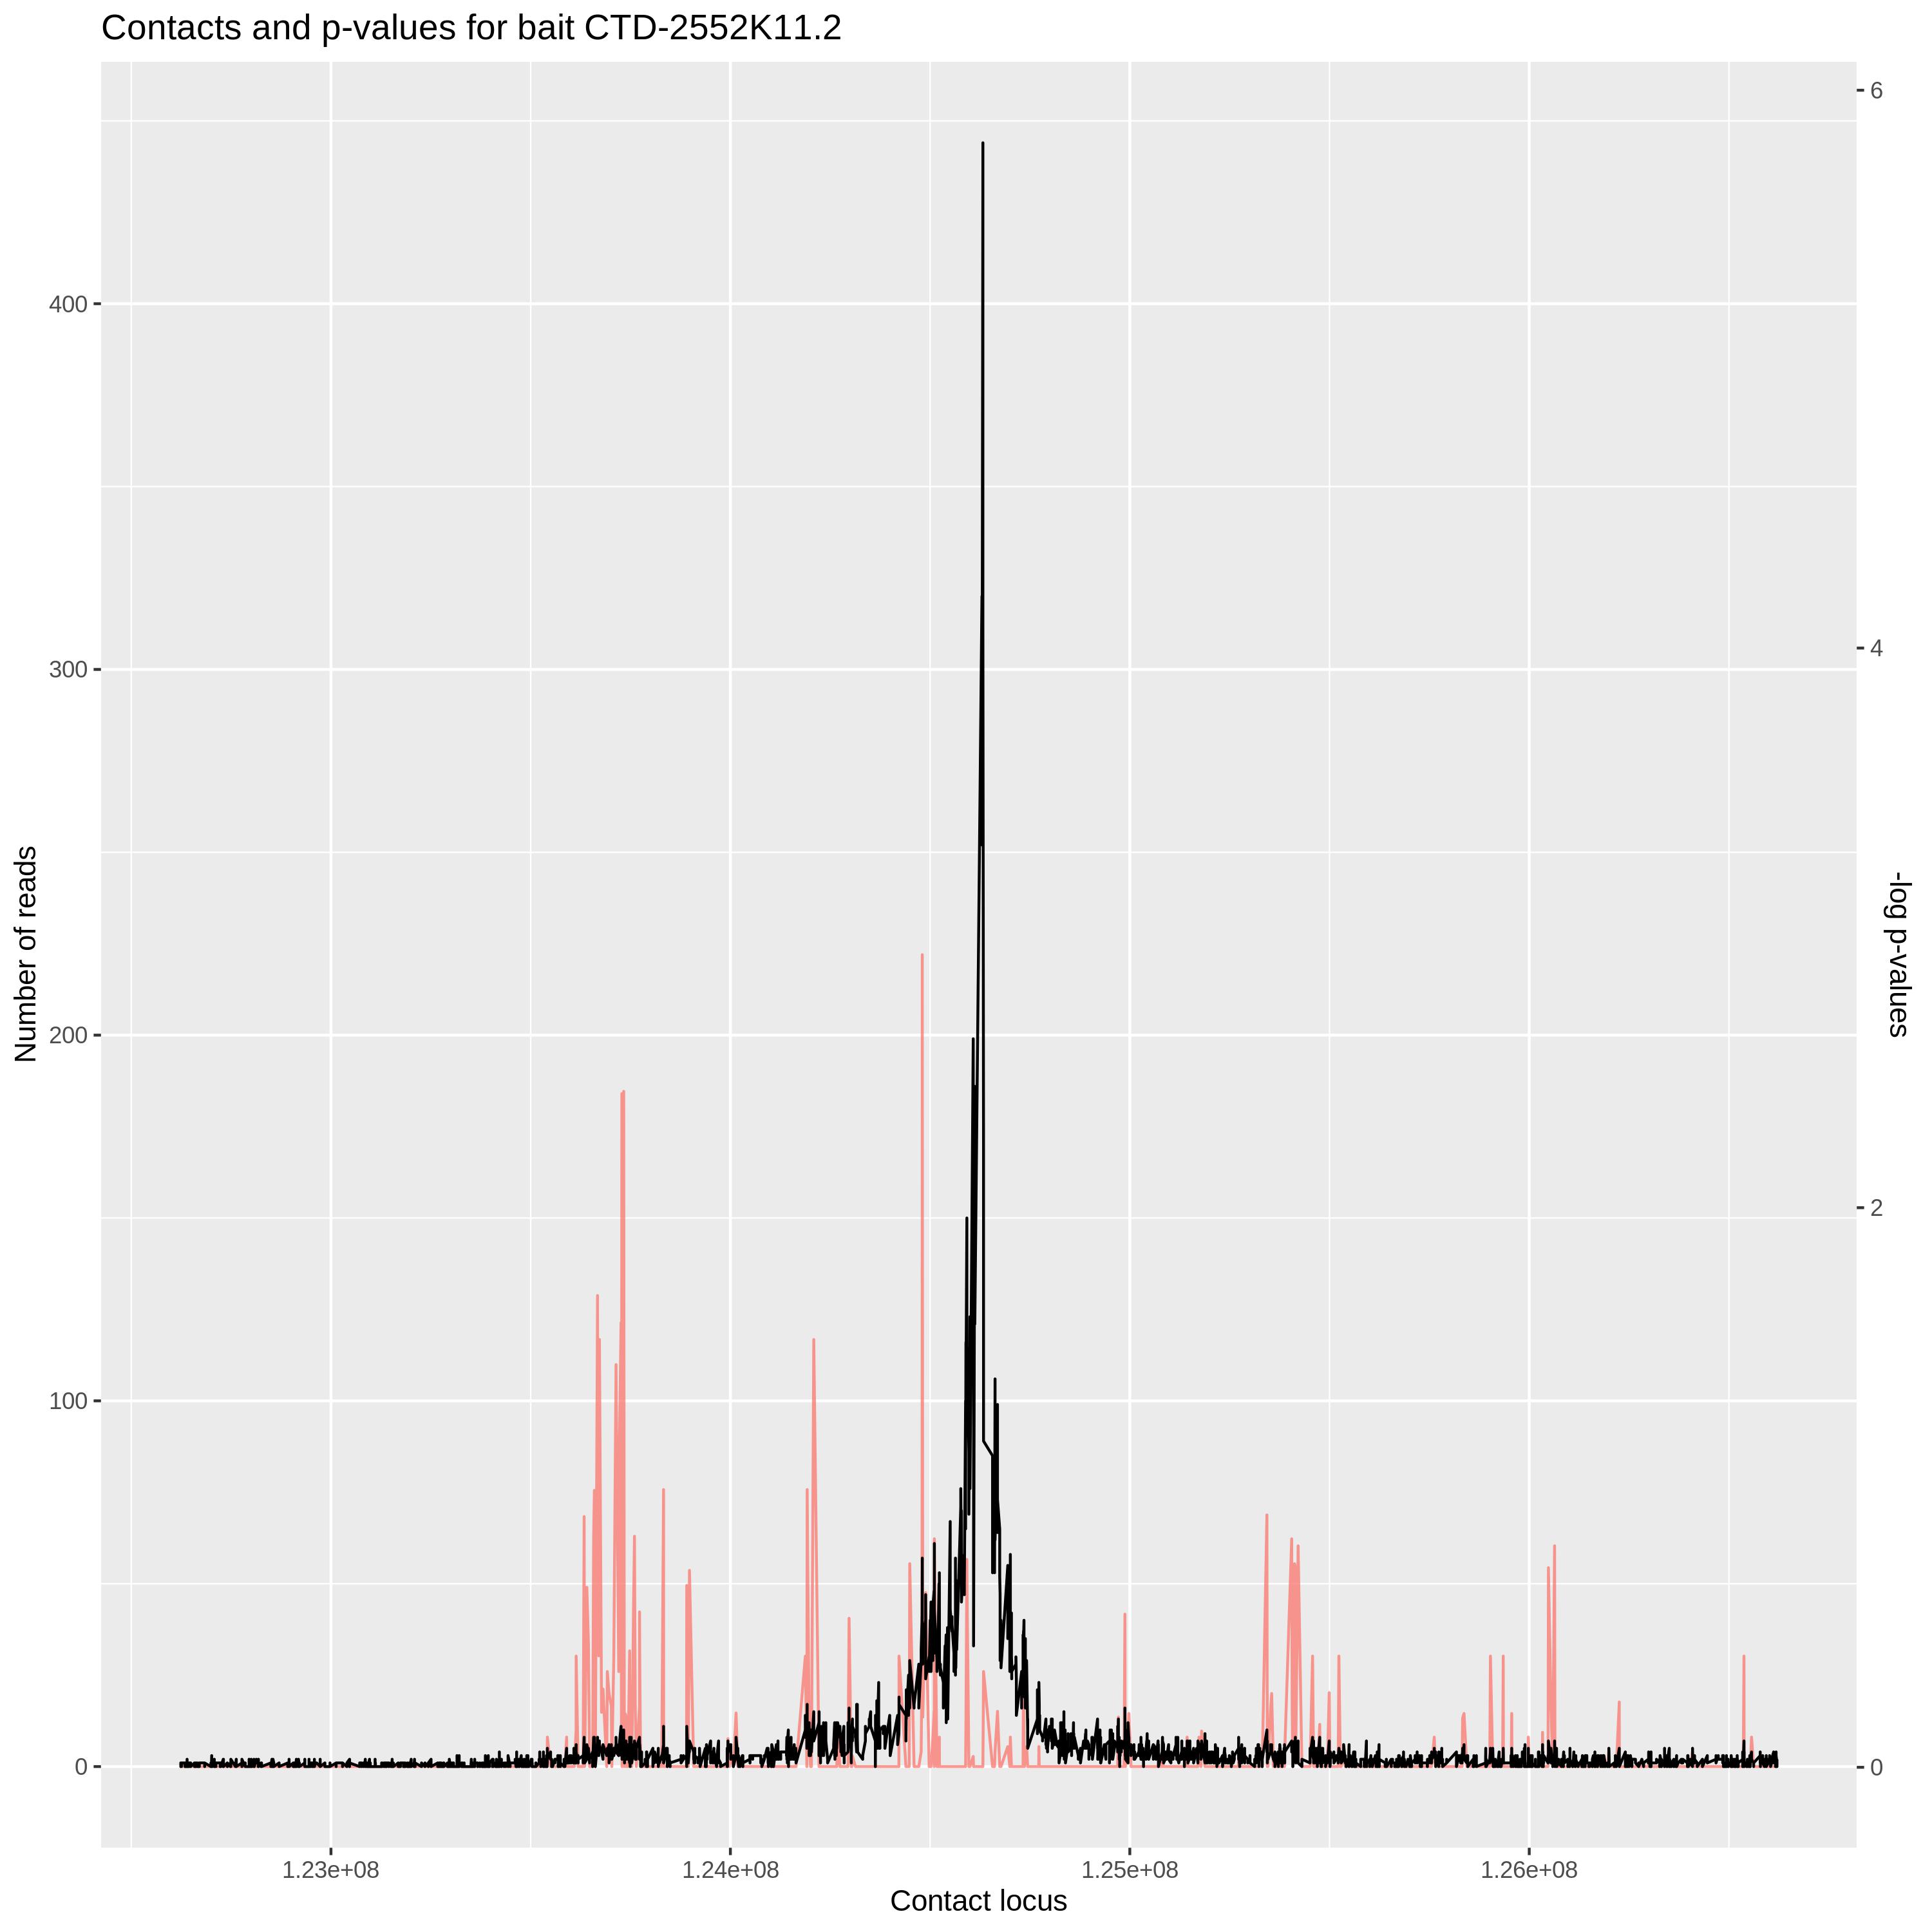 Contacts and p-values for bait CTD-2552K11.2
Number of reads
400
300
200
100
0
6
4
2
0
-log p-values
1.23e+08
1.24e+08
1.25e+08
1.26e+08
Contact locus